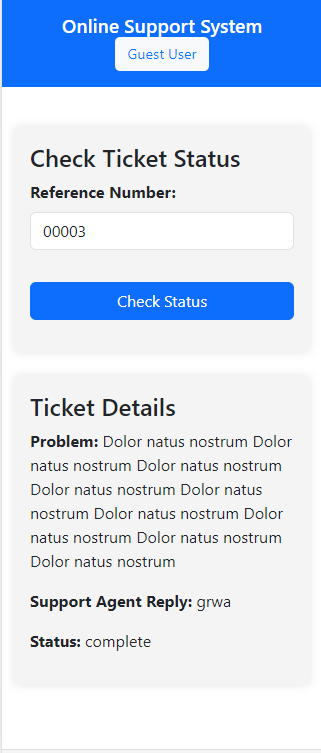 Online Support System
Guest User
Check Ticket Status
Reference Number:
00003
Check Status
Ticket Details
Problem: Dolor natus nostrum Dolor
natus nostrum Dolor natus nostrum
Dolor natus nostrum Dolor natus
nostrum Dolor natus nostrum Dolor
natus nostrum Dolor natus nostrum
Dolor natus nostrum
Support Agent Reply: grwa
Status: complete